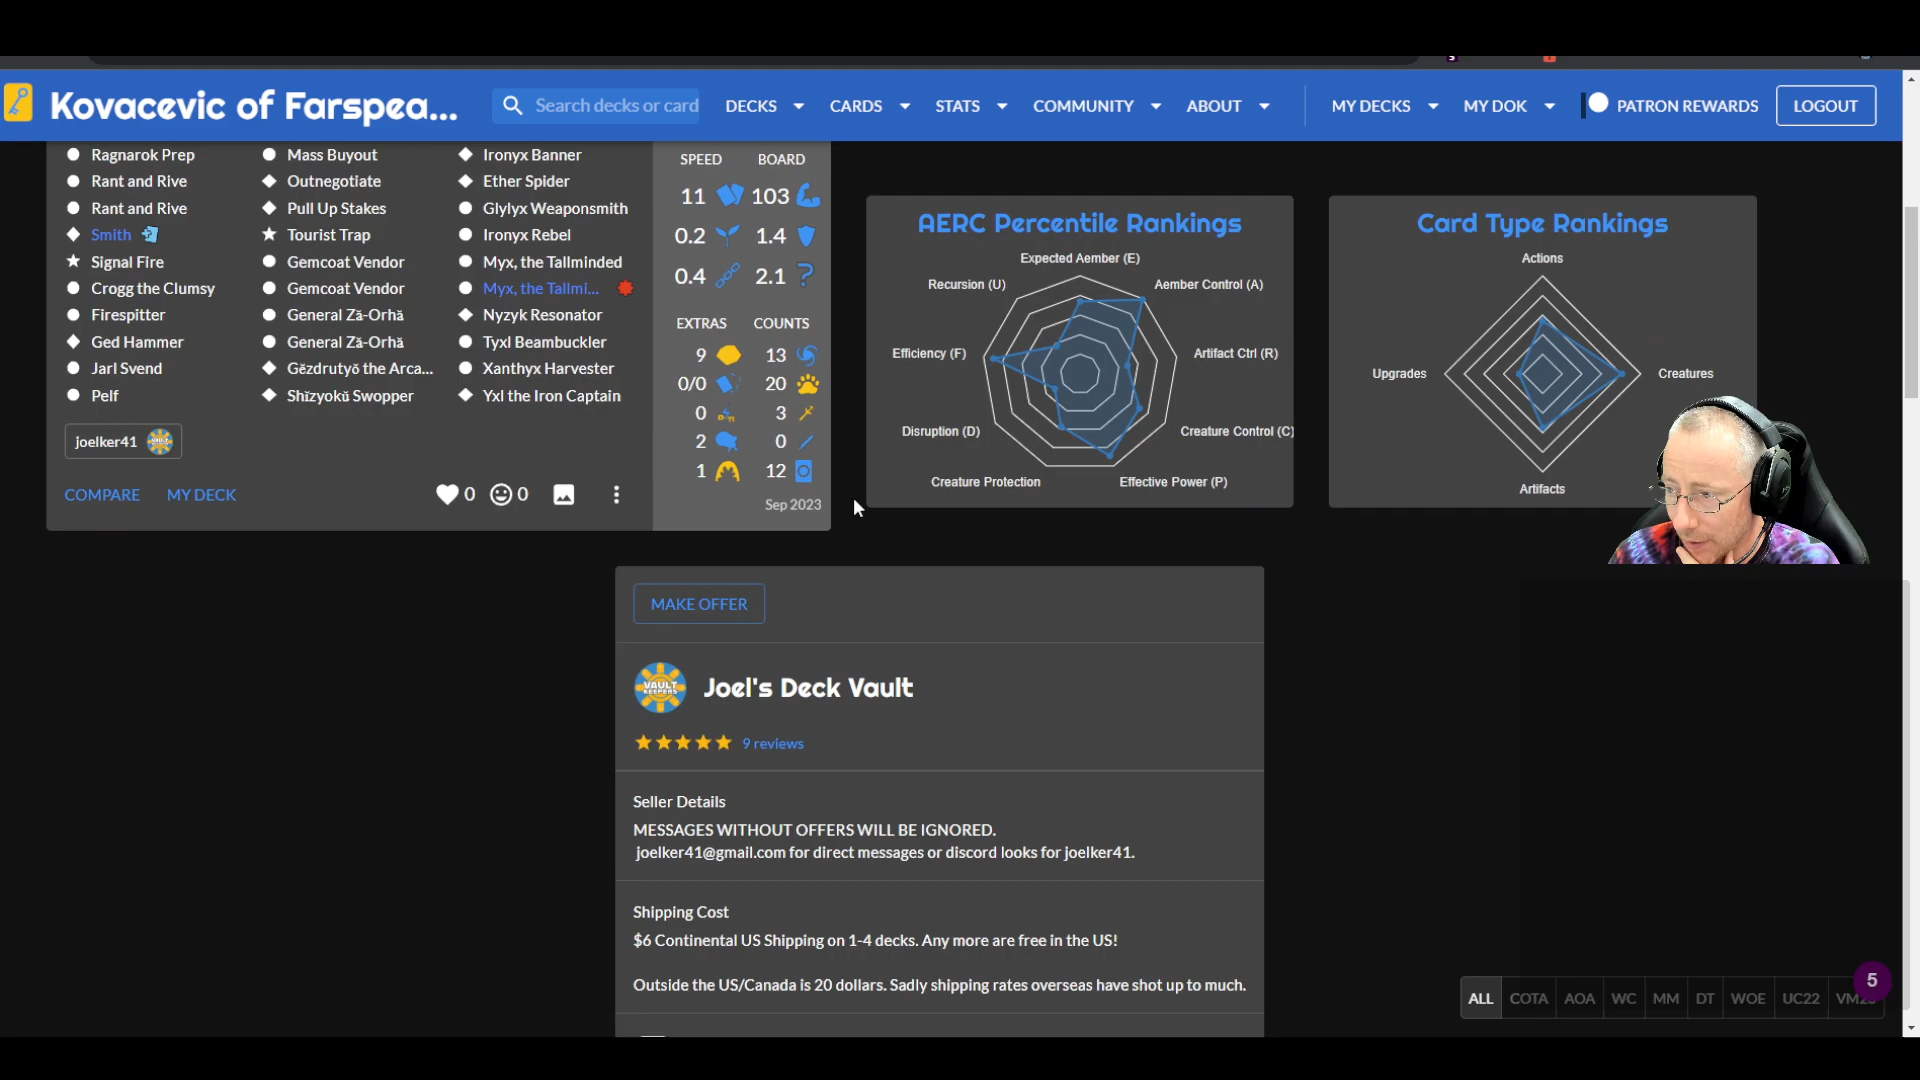 Kovacevic of Farspea...
Search decks or card
DECKS
CARDS
STATS
COMMUNITY
ABOUT
MY DECKS
MY DOK
PATRON REWARDS
LOGOUT
Ragnarok Prep
Rant and Rive
Rant and Rive
Smith
Signal Fire
Crogg the Clumsy
Firespitter
Ged Hammer
Jarl Svend
Pelf
Mass Buyout
Outnegotiate
Pull Up Stakes
Tourist Trap
Gemcoat Vendor
Gemcoat Vendor
General Ză-Orhă
General Ză-Orhă
Gĕzdrutyŏ the Arca...
Shĭzyokŭ Swopper
Ironyx Banner
Ether Spider
Glylyx Weaponsmith
Ironyx Rebel
Myx, the Tallminded
Myx, the Tallmi...
Nyzyk Resonator
Tyxl Beambuckler
Xanthyx Harvester
Yxl the Iron Captain
joelker41
VAULT
COMPARE
MY DECK
0
0
SPEED BOARD
11 103
0.2 1.4
0.4 2.1
EXTRAS COUNTS
9 13
0/0 20
0 3
2 0
1 12
Sep 2023
AERC Percentile Rankings
Expected Aember (E)
Recursion (U)
Aember Control (A)
Efficiency (F)
Artifact Ctrl (R)
Disruption (D)
Creature Control (C)
Creature Protection
Effective Power (P)
Card Type Rankings
Actions
Upgrades
Creatures
Artifacts
MAKE OFFER
VAULT
KEEPERS
Joel's Deck Vault
9 reviews
Seller Details
MESSAGES WITHOUT OFFERS WILL BE IGNORED.
joelker41@gmail.com for direct messages or discord looks for joelker41.
Shipping Cost
$6 Continental US Shipping on 1-4 decks. Any more are free in the US!
Outside the US/Canada is 20 dollars. Sadly shipping rates overseas have shot up to much.
5
ALL COTA AOA WC MM DT WOE UC22